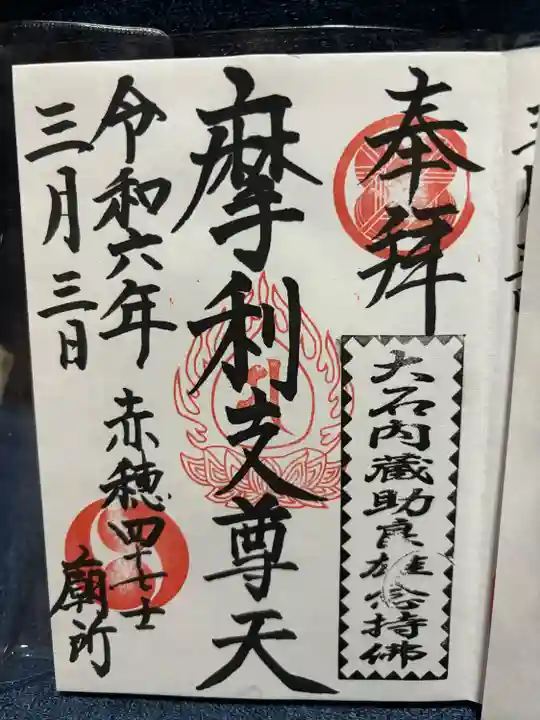 奉拝
大石内蔵助良雄念持佛
摩利支尊天
令和六年
三月三日
赤穂四十七士
廟所